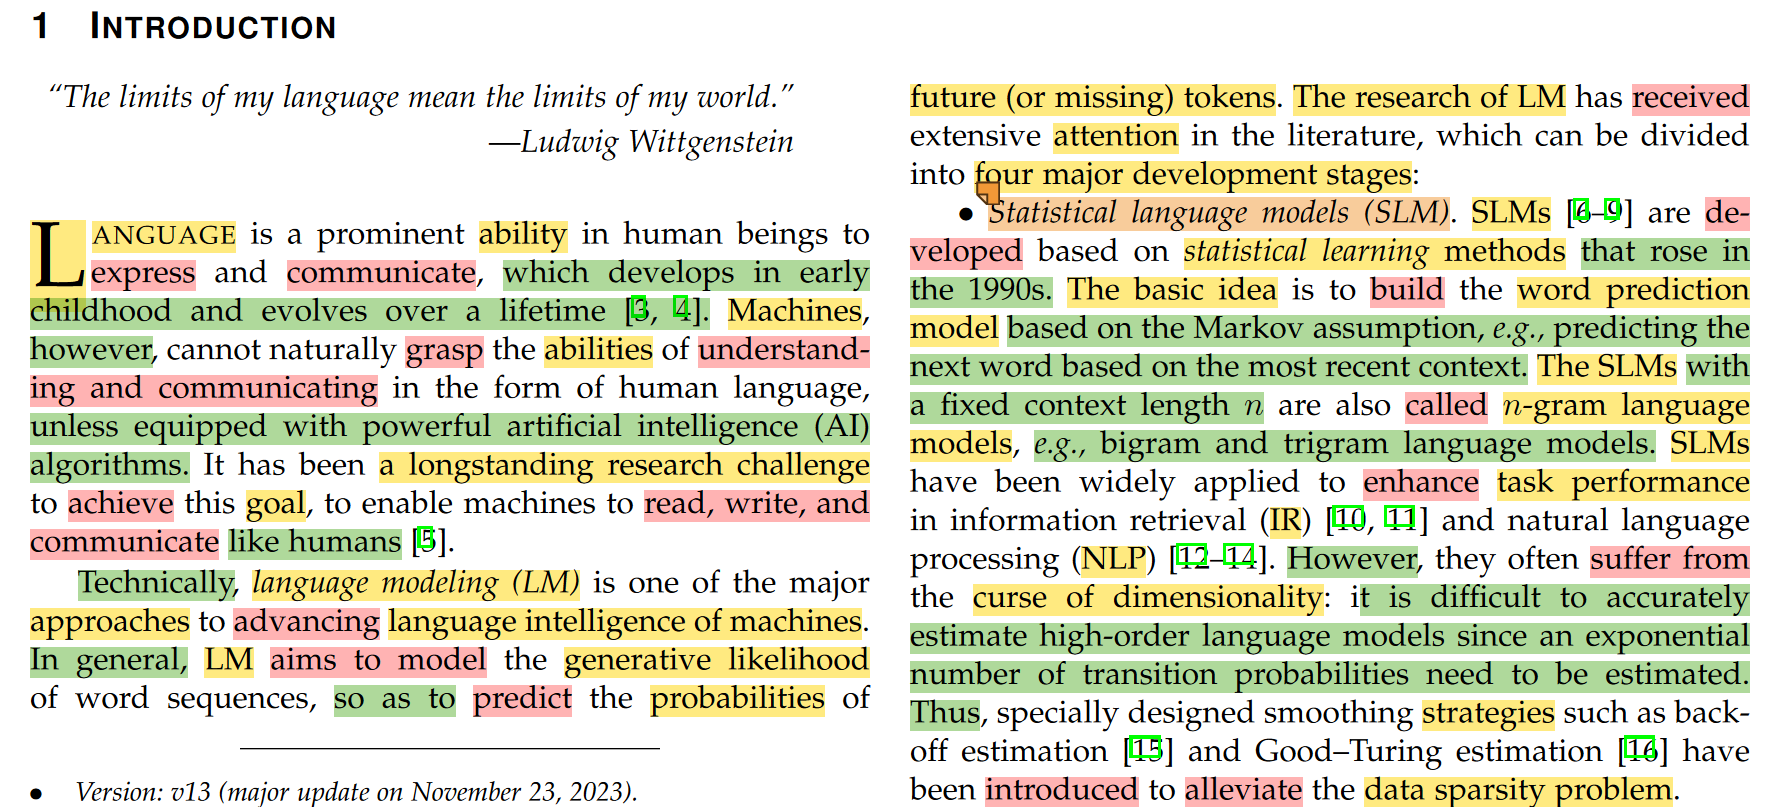 1 INTRODUCTION
“The limits of my language mean the limits of my world.”
—Ludwig Wittgenstein
LANGUAGE is a prominent ability in human beings to
express and communicate, which develops in early
childhood and evolves over a lifetime [3, 4]. Machines,
however, cannot naturally grasp the abilities of understand-
ing and communicating in the form of human language,
unless equipped with powerful artificial intelligence (AI)
algorithms. It has been a longstanding research challenge
to achieve this goal, to enable machines to read, write, and
communicate like humans [5].
Technically, language modeling (LM) is one of the major
approaches to advancing language intelligence of machines.
In general, LM aims to model the generative likelihood
of word sequences, so as to predict the probabilities of
• Version: v13 (major update on November 23, 2023).
future (or missing) tokens. The research of LM has received
extensive attention in the literature, which can be divided
into four major development stages:
• Statistical language models (SLM). SLMs [6–9] are de-
veloped based on statistical learning methods that rose in
the 1990s. The basic idea is to build the word prediction
model based on the Markov assumption, e.g., predicting the
next word based on the most recent context. The SLMs with
a fixed context length n are also called n-gram language
models, e.g., bigram and trigram language models. SLMs
have been widely applied to enhance task performance
in information retrieval (IR) [10, 11] and natural language
processing (NLP) [12–14]. However, they often suffer from
the curse of dimensionality: it is difficult to accurately
estimate high-order language models since an exponential
number of transition probabilities need to be estimated.
Thus, specially designed smoothing strategies such as back-
off estimation [15] and Good–Turing estimation [16] have
been introduced to alleviate the data sparsity problem.